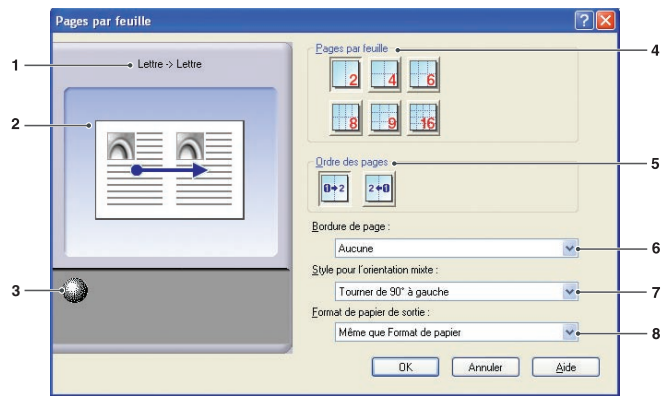 Pages par feuille
1
Lettre -> Lettre
2
3
Pages par feuille
4
2 4 6
8 9 16
Ordre des pages
5
1 2 2 1
Bordure de page :
Aucune
6
Style pour l'orientation mixte :
Tourner de 90° à gauche
7
Format de papier de sortie :
Même que Format de papier
8
OK Annuler Aide